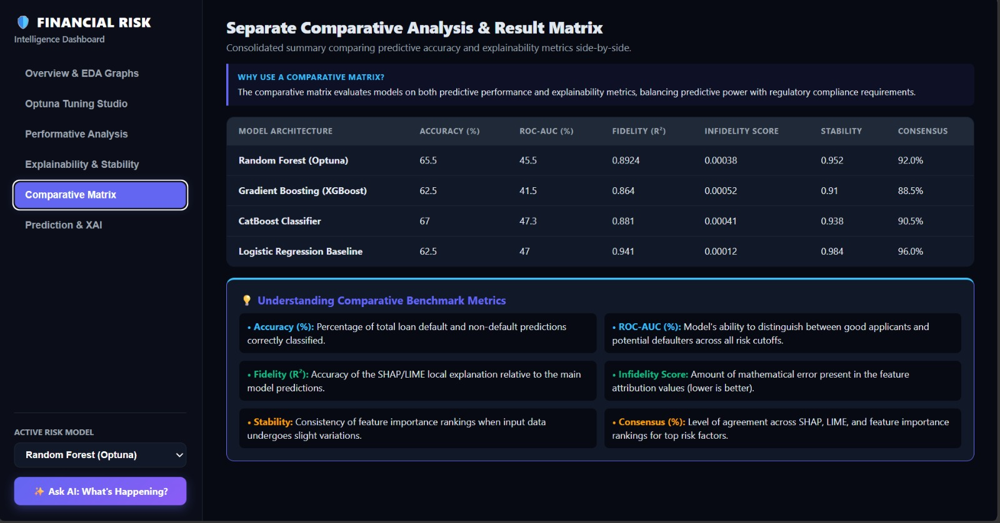 FINANCIAL RISK
Intelligence Dashboard
Overview & EDA Graphs
Optuna Tuning Studio
Performative Analysis
Explainability & Stability
Comparative Matrix
Prediction & XAI
ACTIVE RISK MODEL
Random Forest (Optuna)
✨ Ask AI: What's Happening?
Separate Comparative Analysis & Result Matrix
Consolidated summary comparing predictive accuracy and explainability metrics side-by-side.
WHY USE A COMPARATIVE MATRIX?
The comparative matrix evaluates models on both predictive performance and explainability metrics, balancing predictive power with regulatory compliance requirements.
MODEL ARCHITECTURE ACCURACY (%) ROC-AUC (%) FIDELITY (R²) INFIDELITY SCORE STABILITY CONSENSUS
Random Forest (Optuna) 65.5 45.5 0.8924 0.00038 0.952 92.0%
Gradient Boosting (XGBoost) 62.5 41.5 0.864 0.00052 0.91 88.5%
CatBoost Classifier 67 47.3 0.881 0.00041 0.938 90.5%
Logistic Regression Baseline 62.5 47 0.941 0.00012 0.984 96.0%
💡 Understanding Comparative Benchmark Metrics
• Accuracy (%): Percentage of total loan default and non-default predictions
correctly classified.
• ROC-AUC (%): Model's ability to distinguish between good applicants and
potential defaulters across all risk cutoffs.
• Fidelity (R²): Accuracy of the SHAP/LIME local explanation relative to the main
model predictions.
• Infidelity Score: Amount of mathematical error present in the feature
attribution values (lower is better).
• Stability: Consistency of feature importance rankings when input data
undergoes slight variations.
• Consensus (%): Level of agreement across SHAP, LIME, and feature importance
rankings for top risk factors.